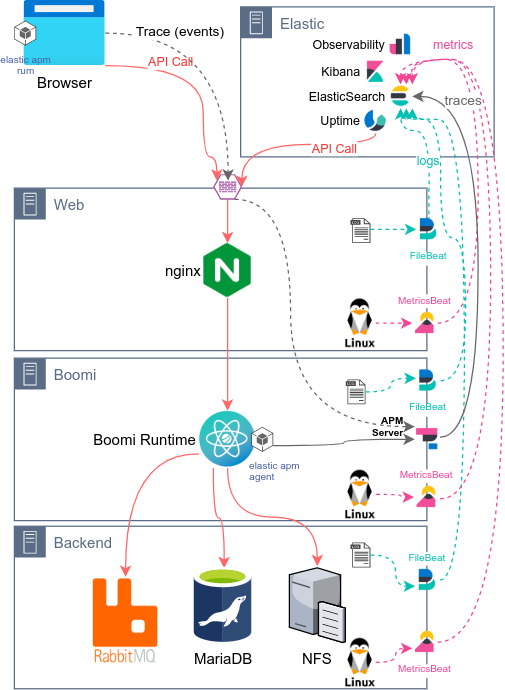 Elastic
Trace (events)
elastic apm
rum
API Call
Browser
Observability
metrics
Kibana
ElasticSearch
traces
Uptime
API Call
logs
Web
FileBeat
nginx
MetricsBeat
Linux
Boomi
FileBeat
APM
Server
Boomi Runtime
elastic apm
agent
MetricsBeat
Linux
Backend
FileBeat
RabbitMQ
MariaDB
NFS
Linux
MetricsBeat